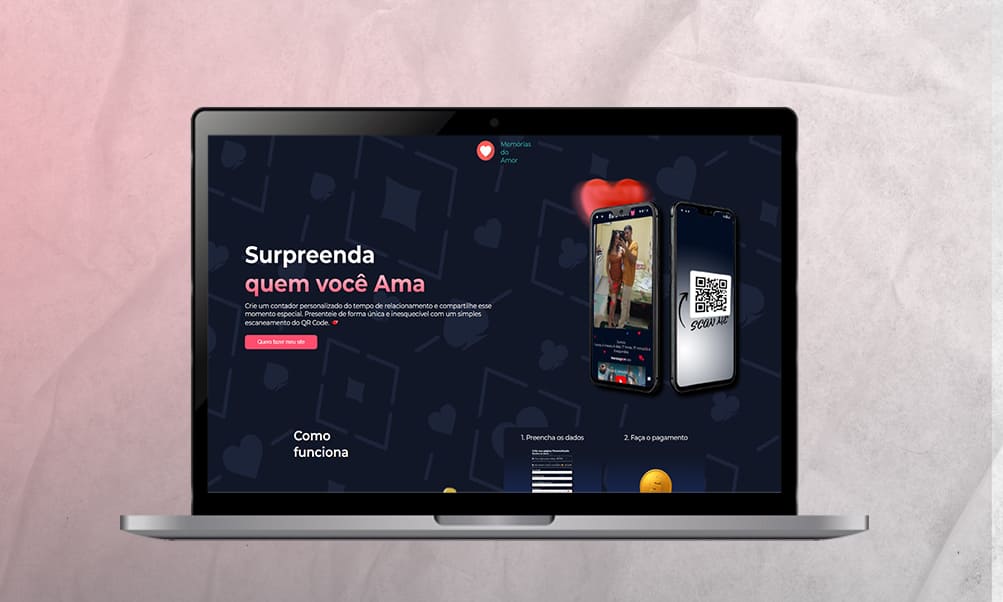 Memórias
do
Amor
Surpreenda
quem você Ama
Crie um contador personalizado do tempo de relacionamento e compartilhe esse
momento especial. Presenteie de forma única e inesquecível com um simples
escaneamento do QR Code.
Quero fazer meu site
SCAN ME
Como
funciona
1. Preencha os dados
2. Faça o pagamento